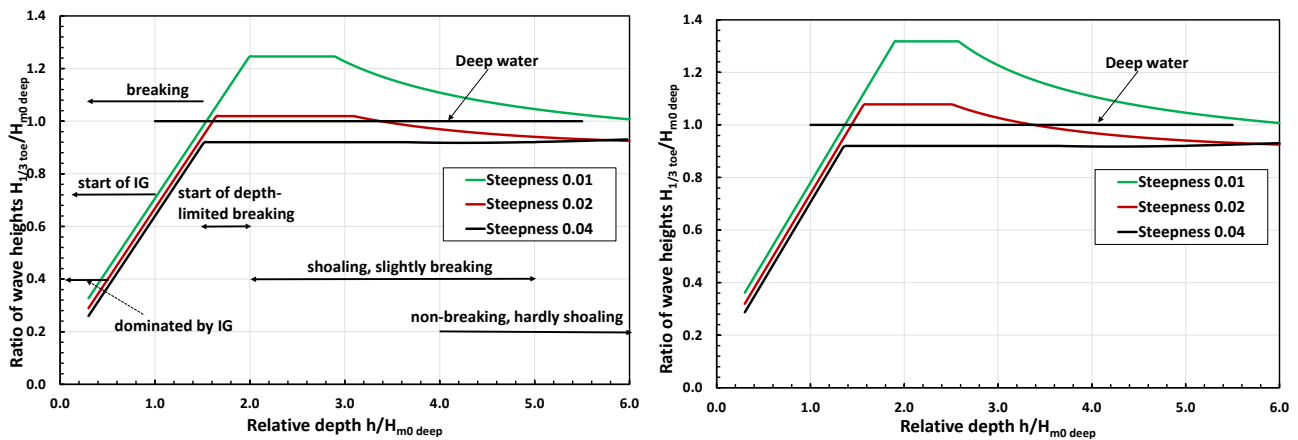 Ratio of wave heights H1/3 toe/Hm0 deep
1.4
1.2
1.0
0.8
0.6
0.4
0.2
0.0
Deep water
breaking
start of IG
start of depth-
limited breaking
Steepness 0.01
Steepness 0.02
Steepness 0.04
shoaling, slightly breaking
dominated by IG
non-breaking, hardly shoaling
0.0 1.0 2.0 3.0 4.0 5.0 6.0
Relative depth h/Hm0 deep
Ratio of wave heights H1/3 toe/Hm0 deep
1.4
1.2
1.0
0.8
0.6
0.4
0.2
0.0
Deep water
Steepness 0.01
Steepness 0.02
Steepness 0.04
0.0 1.0 2.0 3.0 4.0 5.0 6.0
Relative depth h/Hm0 deep